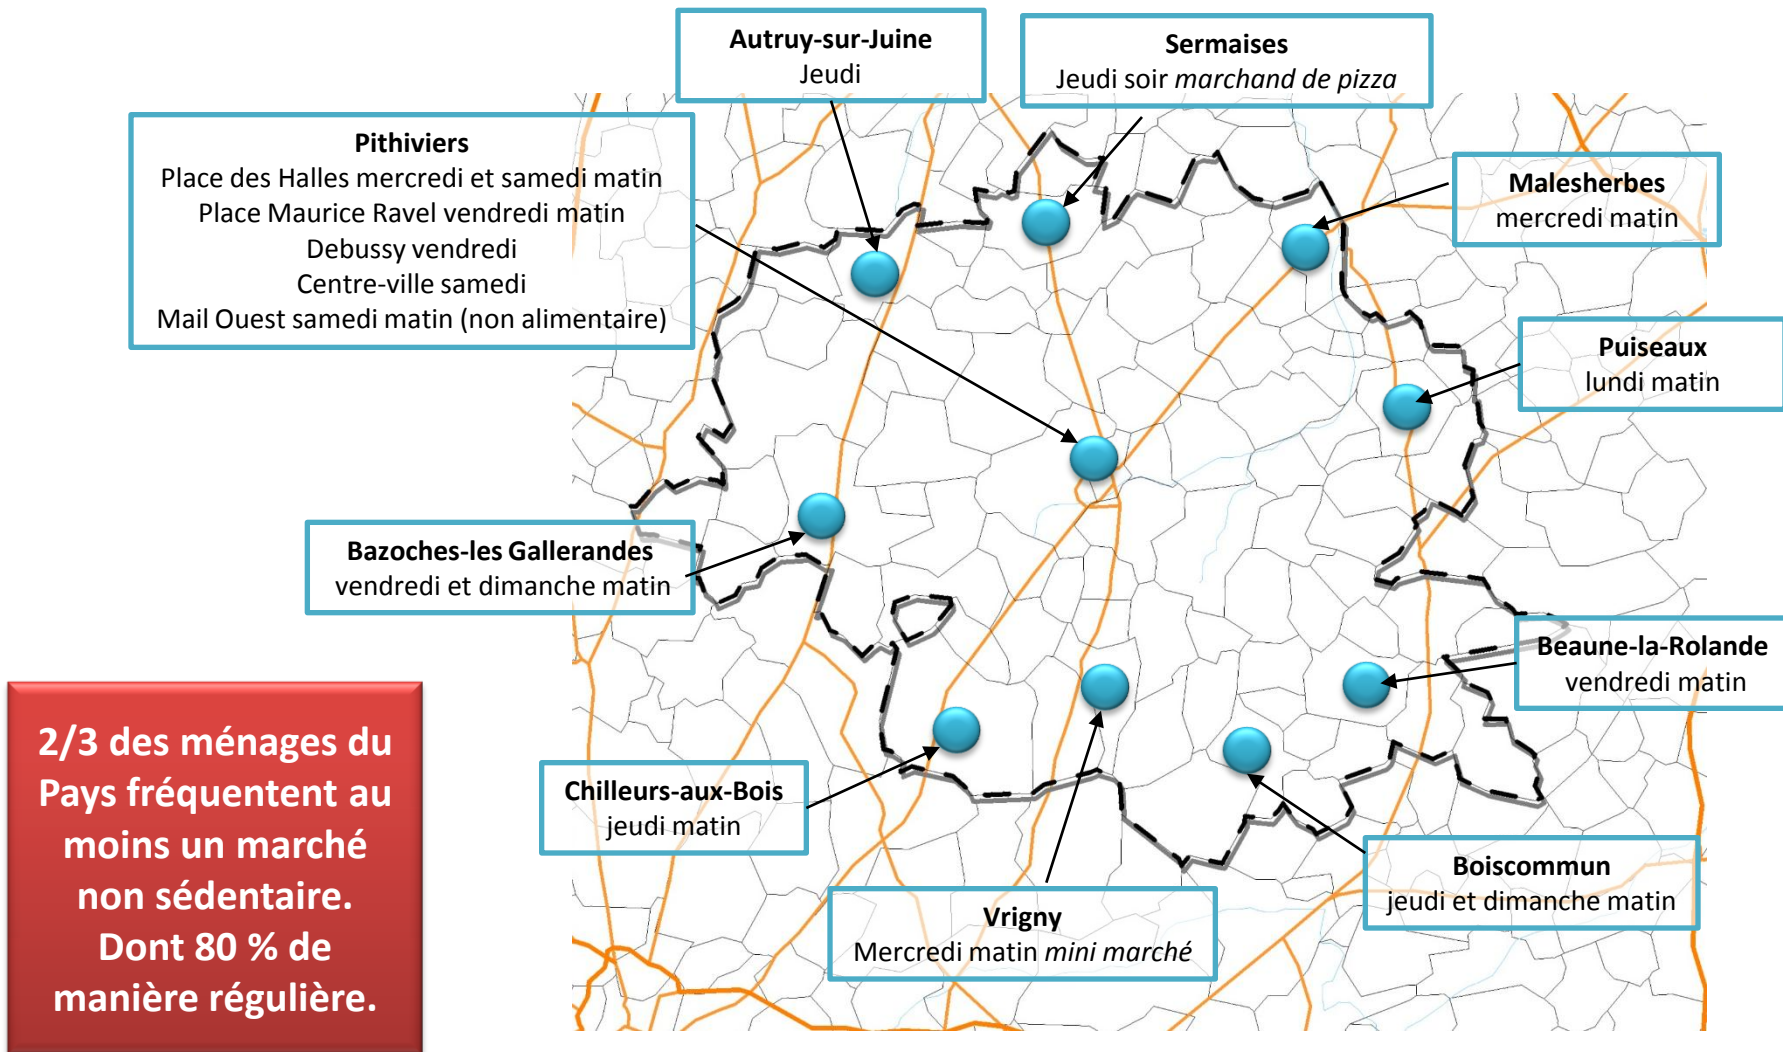 Autruy-sur-Juine
Jeudi
Sermaises
Jeudi soir marchand de pizza
Pithiviers
Place des Halles mercredi et samedi matin
Place Maurice Ravel vendredi matin
Debussy vendredi
Centre-ville samedi
Mail Ouest samedi matin (non alimentaire)
Malesherbes
mercredi matin
Puiseaux
lundi matin
Bazoches-les Gallerandes
vendredi et dimanche matin
Beaune-la-Rolande
vendredi matin
2/3 des ménages du
Pays fréquentent au
moins un marché
non sédentaire.
Dont 80 % de
manière régulière.
Chilleurs-aux-Bois
jeudi matin
Boiscommun
jeudi et dimanche matin
Vrigny
Mercredi matin mini marché